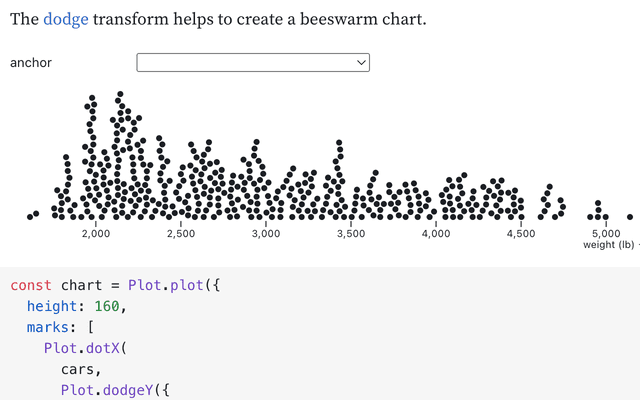 The dodge transform helps to create a beeswarm chart.
anchor
2,000 2,500 3,000 3,500 4,000 4,500 5,000
weight (lb)
const chart = Plot.plot({
  height: 160,
  marks: [
    Plot.dotX(
      cars,
      Plot.dodgeY({